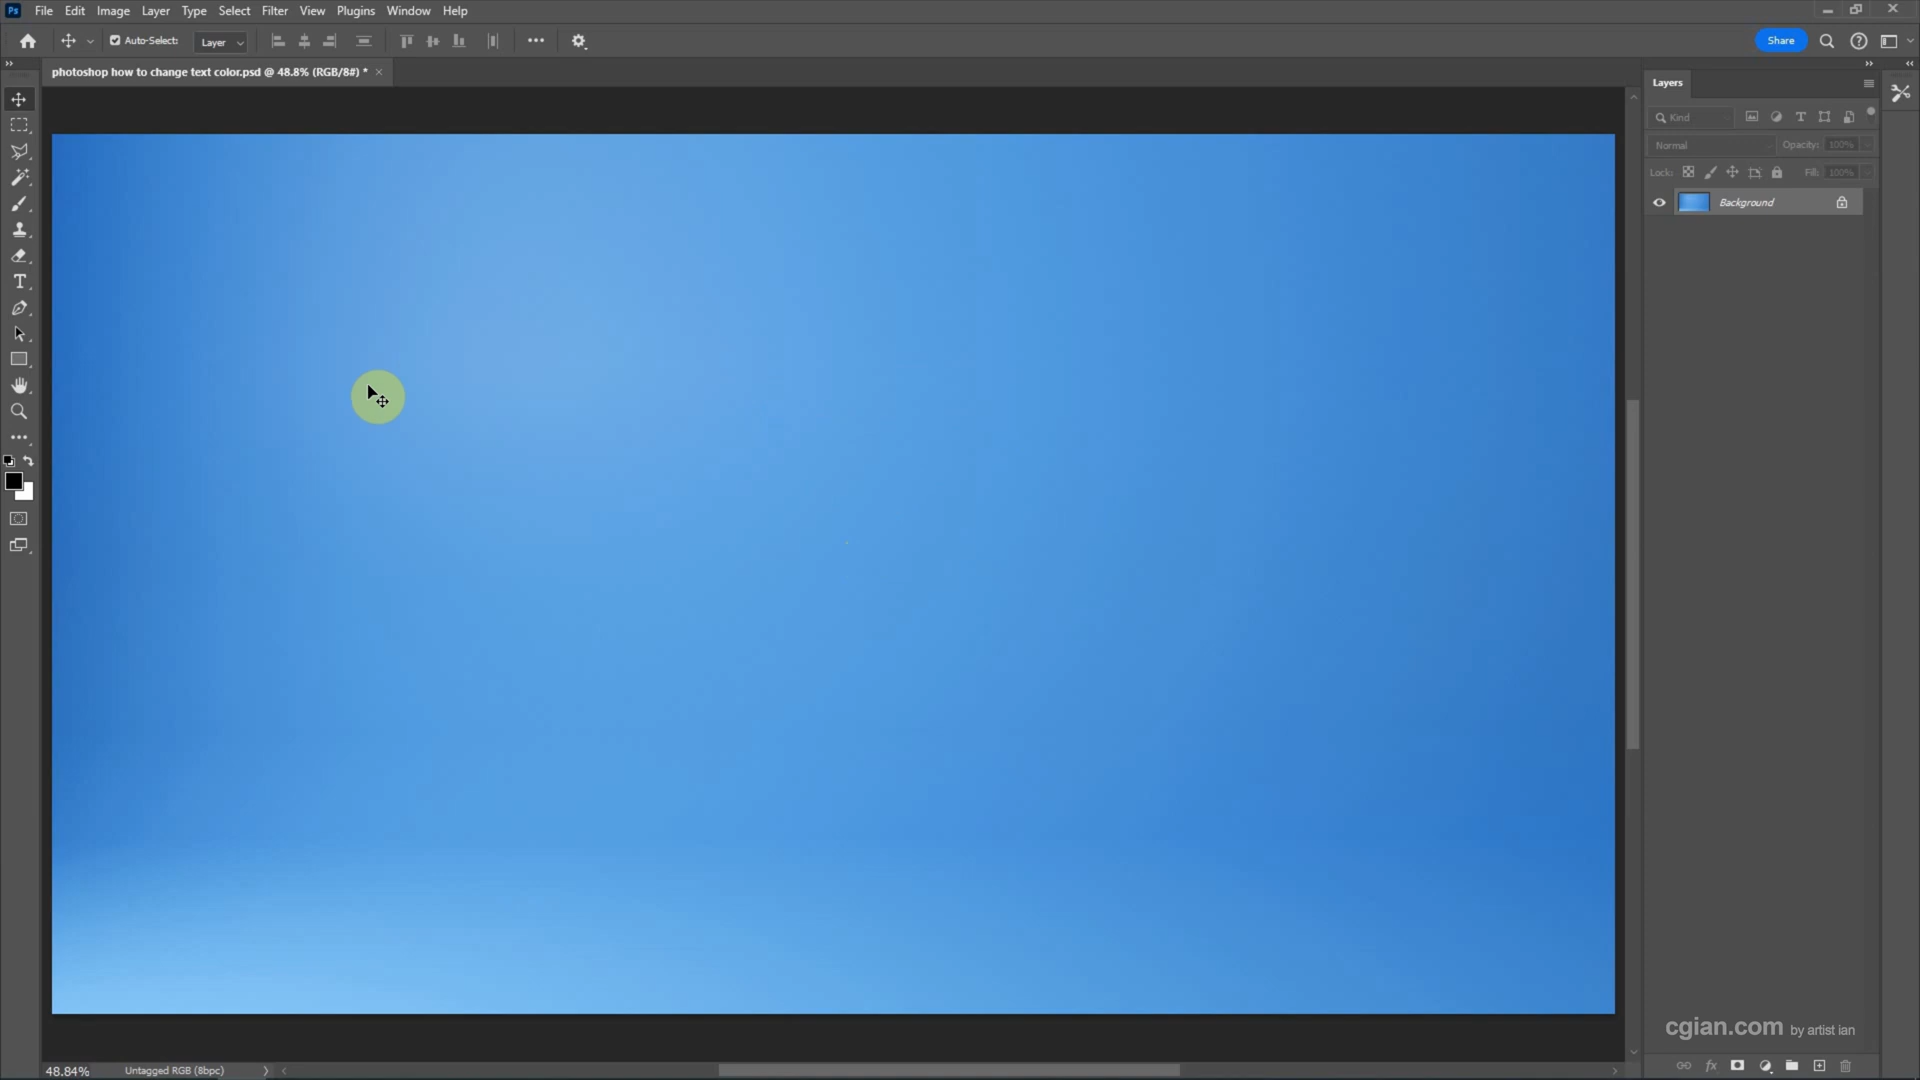 Ps File Edit Image Layer Type Select Filter View Plugins Window Help
Auto-Select: Layer Share
photoshop how to change text color.psd @ 48.8% (RGB/8#) * ×
Layers
Kind
Normal Opacity: 100%
Lock: Fill: 100%
Background
cgian.com by artist ian
48.84% Untagged RGB (8bpc)